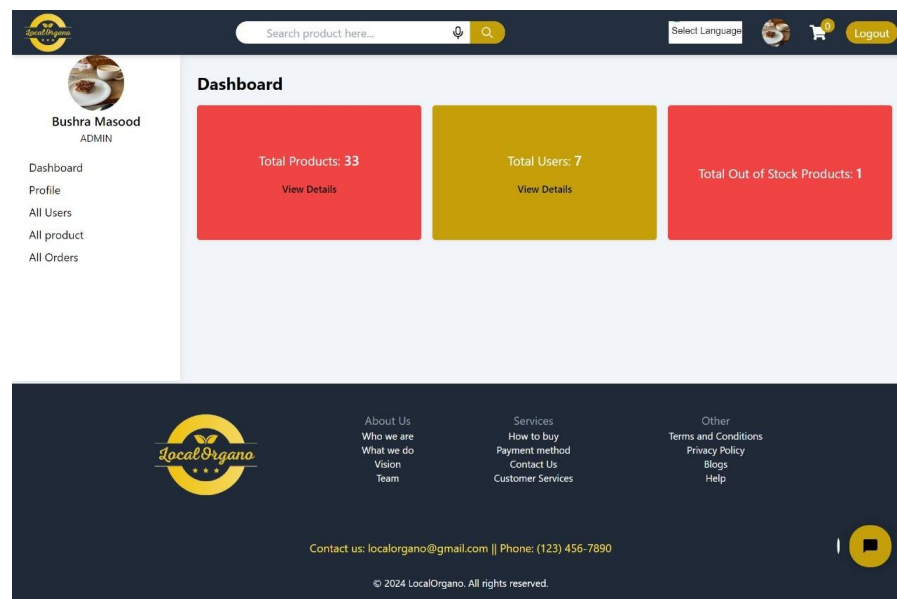 LocalOrgano
Search product here...
Select Language
0
Logout
Bushra Masood
ADMIN
Dashboard
Profile
All Users
All product
All Orders
Dashboard
Total Products: 33
View Details
Total Users: 7
View Details
Total Out of Stock Products: 1
LocalOrgano
About Us
Who we are
What we do
Vision
Team
Services
How to buy
Payment method
Contact Us
Customer Services
Other
Terms and Conditions
Privacy Policy
Blogs
Help
Contact us: localorgano@gmail.com || Phone: (123) 456-7890
© 2024 LocalOrgano. All rights reserved.